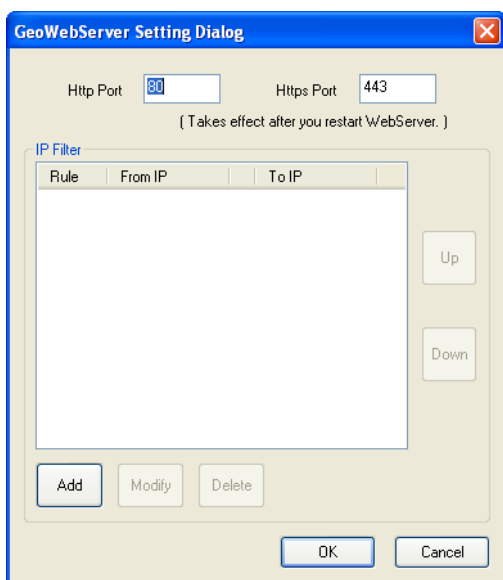 GeoWebServer Setting Dialog
Http Port 80 Https Port 443
( Takes effect after you restart WebServer. )
IP Filter
Rule From IP To IP
Up
Down
Add Modify Delete
OK Cancel